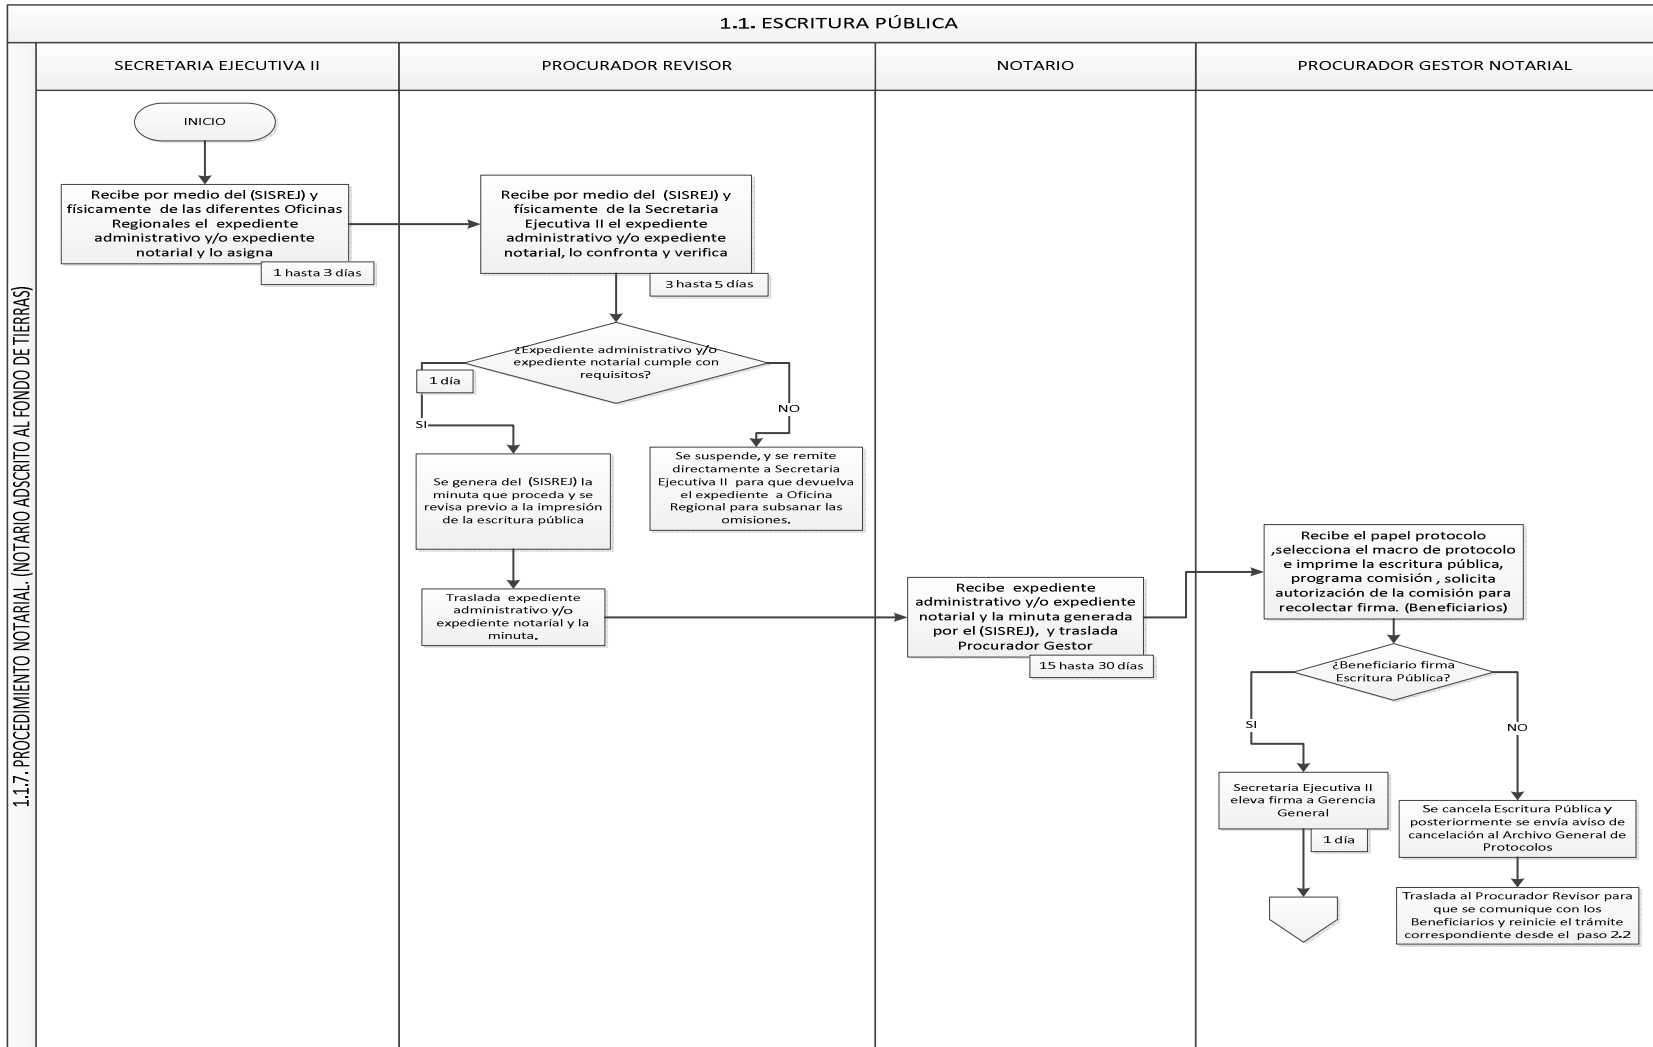 1.1. ESCRITURA PÚBLICA
1.1.7. PROCEDIMIENTO NOTARIAL. (NOTARIO ADSCRITO AL FONDO DE TIERRAS)
SECRETARIA EJECUTIVA II
PROCURADOR REVISOR
NOTARIO
PROCURADOR GESTOR NOTARIAL
INICIO
Recibe por medio del (SISREJ) y
físicamente de las diferentes Oficinas
Regionales el expediente
administrativo y/o expediente
notarial y lo asigna
1 hasta 3 días
Recibe por medio del (SISREJ) y
físicamente de la Secretaria
Ejecutiva II el expediente
administrativo y/o expediente
notarial, lo confronta y verifica
3 hasta 5 días
¿Expediente administrativo y/o
expediente notarial cumple con
requisitos?
1 día
SI
NO
Se genera del (SISREJ) la
minuta que proceda y se
revisa previo a la impresión
de la escritura pública
Se suspende, y se remite
directamente a Secretaria
Ejecutiva II para que devuelva
el expediente a Oficina
Regional para subsanar las
omisiones.
Traslada expediente
administrativo y/o
expediente notarial y la
minuta.
Recibe expediente
administrativo y/o expediente
notarial y la minuta generada
por el (SISREJ), y traslada
Procurador Gestor
15 hasta 30 días
Recibe el papel protocolo
,selecciona el macro de protocolo
e imprime la escritura pública,
programa comisión , solicita
autorización de la comisión para
recolectar firma. (Beneficiarios)
¿Beneficiario firma
Escritura Pública?
SI
NO
Secretaria Ejecutiva II
eleva firma a Gerencia
General
1 día
Se cancela Escritura Pública y
posteriormente se envía aviso de
cancelación al Archivo General de
Protocolos
Traslada al Procurador Revisor para
que se comunique con los
Beneficiarios y reinicie el trámite
correspondiente desde el paso 2.2